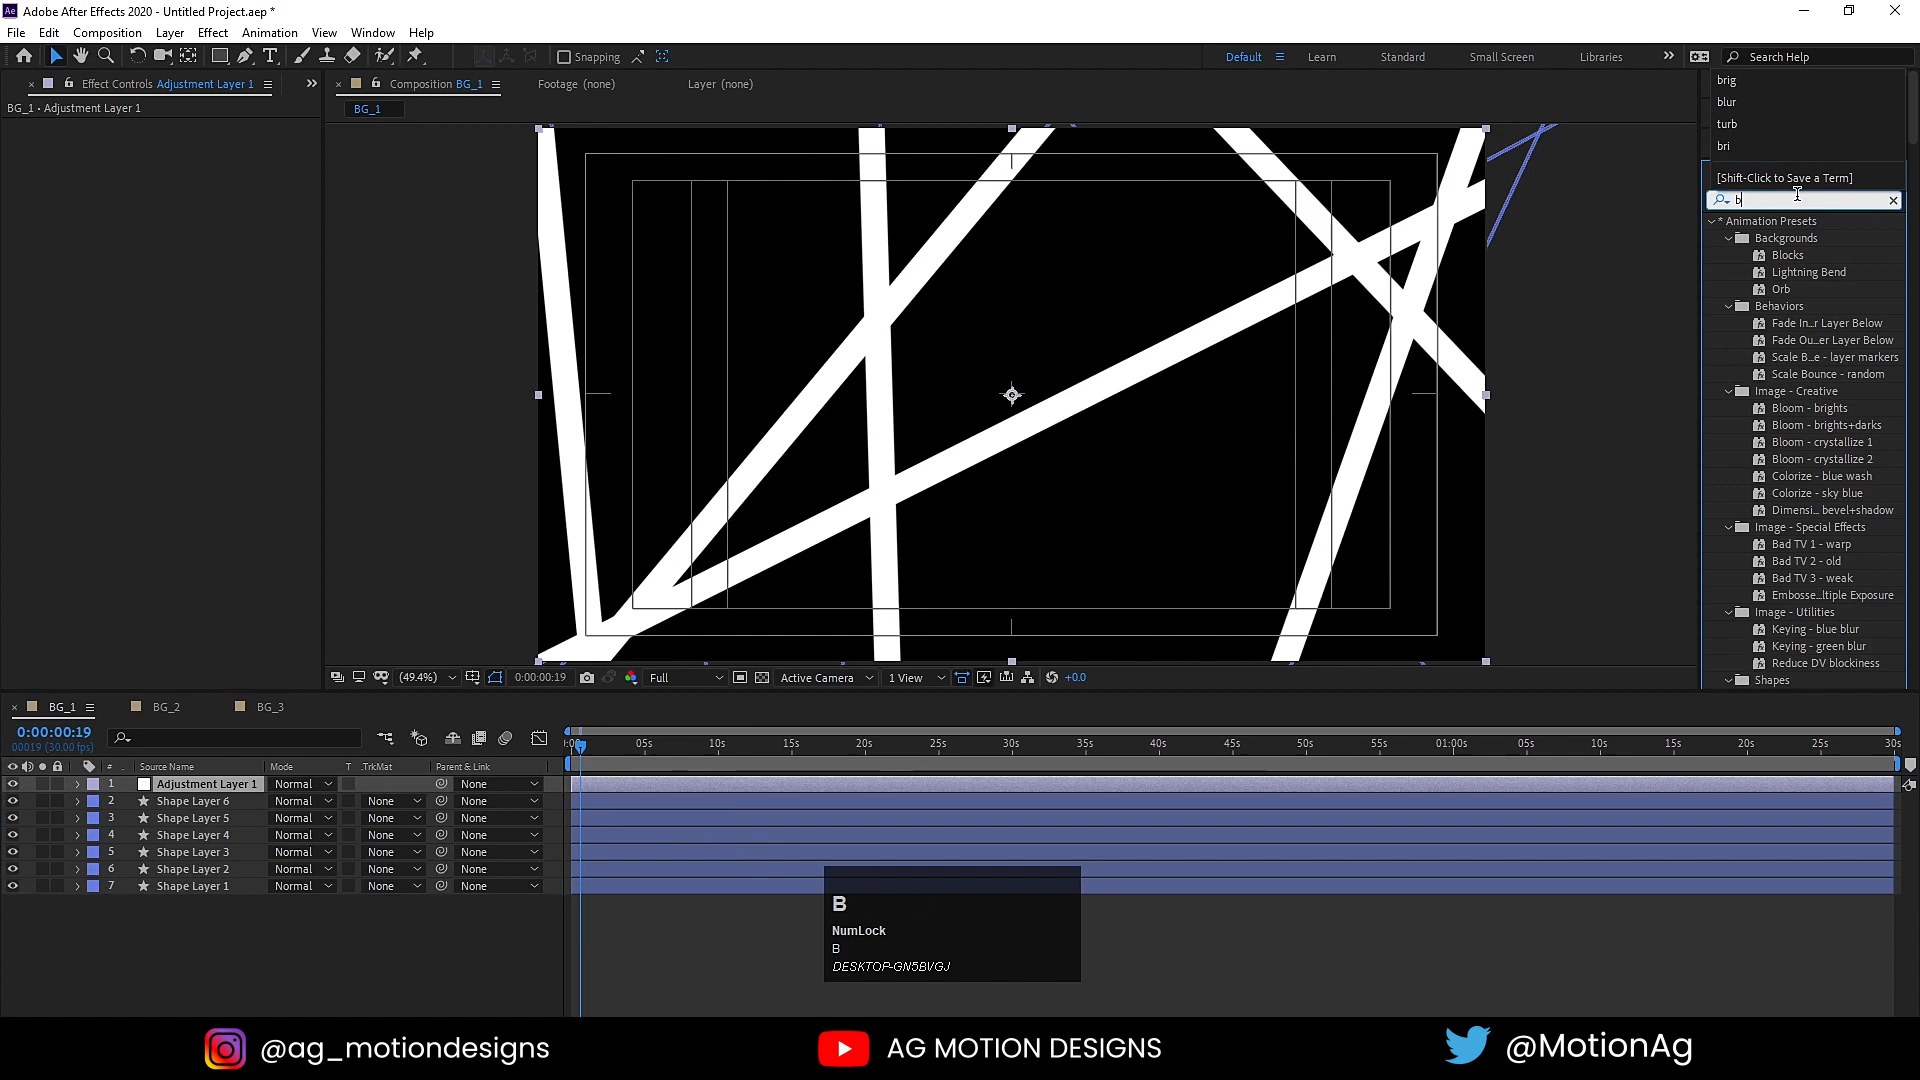 Ae Adobe After Effects 2020 - Untitled Project.aep *
File Edit Composition Layer Effect Animation View Window Help
Snapping
Default Learn Standard Small Screen Libraries » Search Help
Effect Controls Adjustment Layer 1
BG_1 • Adjustment Layer 1
Composition BG_1
Footage (none)
Layer (none)
BG_1
brig
blur
turb
bri
[Shift-Click to Save a Term]
b
* Animation Presets
Backgrounds
Blocks
Lightning Bend
Orb
Behaviors
Fade In...r Layer Below
Fade Ou...er Layer Below
Scale B...e - layer markers
Scale Bounce - random
Image - Creative
Bloom - brights
Bloom - brights+darks
Bloom - crystallize 1
Bloom - crystallize 2
Colorize - blue wash
Colorize - sky blue
Dimensi... bevel+shadow
Image - Special Effects
Bad TV 1 - warp
Bad TV 2 - old
Bad TV 3 - weak
Embosse...ltiple Exposure
Image - Utilities
Keying - blue blur
Keying - green blur
Reduce DV blockiness
Shapes
(49.4%) 0:00:00:19 Full Active Camera 1 View +0.0
BG_1 BG_2 BG_3
0:00:00:19
00019 (30.00 fps)
05s 10s 15s 20s 25s 30s 35s 40s 45s 50s 55s 01:00s 05s 10s 15s 20s 25s 30s
# Source Name Mode T .TrkMat Parent & Link
1 Adjustment Layer 1 Normal None
2 Shape Layer 6 Normal None None
3 Shape Layer 5 Normal None None
4 Shape Layer 4 Normal None None
5 Shape Layer 3 Normal None None
6 Shape Layer 2 Normal None None
7 Shape Layer 1 Normal None None
B
NumLock
B
DESKTOP-GN5BVGJ
@ag_motiondesigns AG MOTION DESIGNS @MotionAg